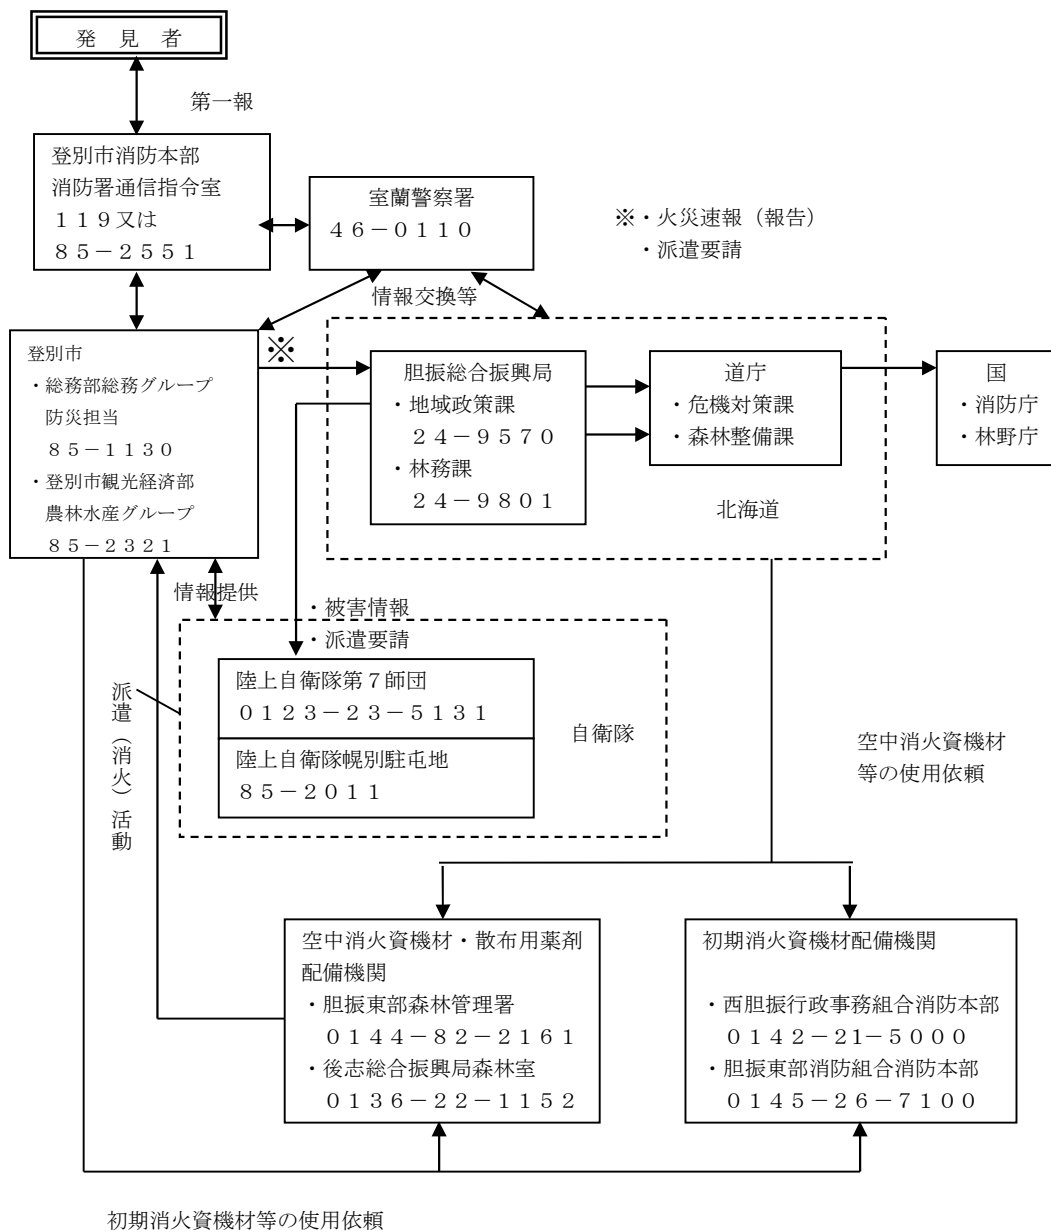 発　見　者
第一報
登別市消防本部
消防署通信指令室
１１９又は
８５－２５５１
室蘭警察署
４６－０１１０
※・火災速報（報告）
・派遣要請
情報交換等
登別市
・総務部総務グループ
防災担当
８５－１１３０
・登別市観光経済部
農林水産グループ
８５－２３２１
※
胆振総合振興局
・地域政策課
２４－９５７０
・林務課
２４－９８０１
道庁
・危機対策課
・森林整備課
国
・消防庁
・林野庁
北海道
情報提供
・被害情報
・派遣要請
陸上自衛隊第７師団
０１２３－２３－５１３１
陸上自衛隊幌別駐屯地
８５－２０１１
自衛隊
派遣（消火）活動
空中消火資機材
等の使用依頼
空中消火資機材・散布用薬剤
配備機関
・胆振東部森林管理署
０１４４－８２－２１６１
・後志総合振興局森林室
０１３６－２２－１１５２
初期消火資機材配備機関
・西胆振行政事務組合消防本部
０１４２－21－５０００
・胆振東部消防組合消防本部
０１４５－２６－７１００
初期消火資機材等の使用依頼